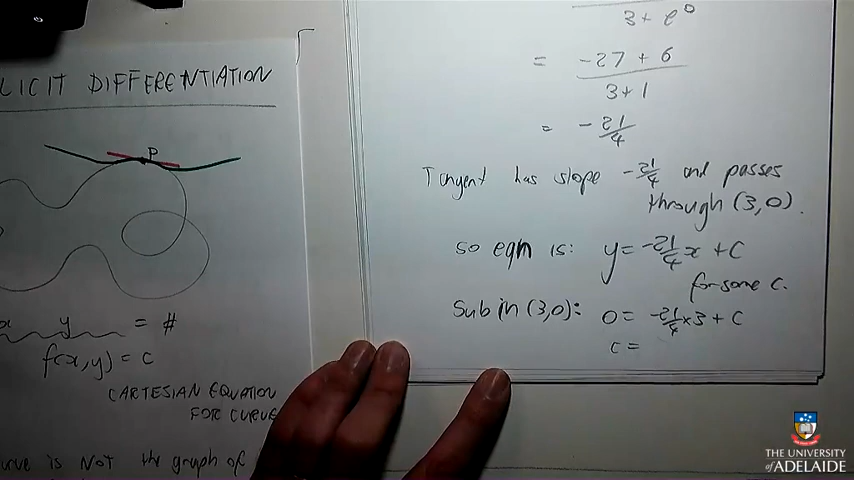 LICIT DIFFERENTIATION
P
x y = #
f(x,y) = c
CARTESIAN EQUATION
FOR CURVE
urve is NOT the graph of
3 + e^0
= -27 + 6
3 + 1
= -21/4
Tangent has slope -21/4 and passes
through (3,0).
so eqn is: y = -21/4 x + C
for some c.
Sub in (3,0): 0 = -21/4 × 3 + C
C =
THE UNIVERSITY
of ADELAIDE